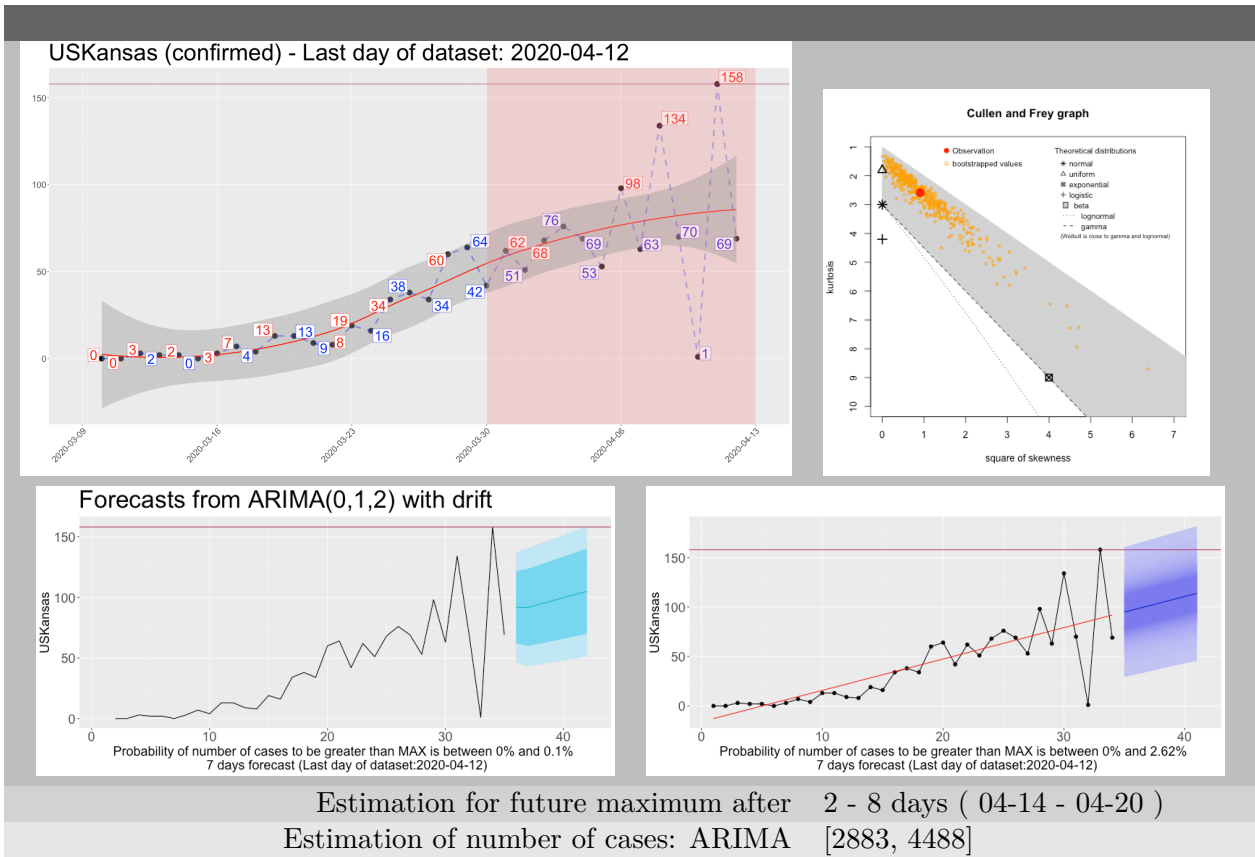 USKansas (confirmed) - Last day of dataset: 2020-04-12
150
100
50
0
0
0
3
2
2
0
3
7
4
13
13
9
8
19
16
34
38
34
60
64
42
62
51
68
76
69
53
98
63
134
70
1
158
69
2020-03-09
2020-03-16
2020-03-23
2020-03-30
2020-04-06
2020-04-13
Cullen and Frey graph
Observation
bootstrapped values
Theoretical distributions
normal
uniform
exponential
logistic
beta
lognormal
gamma
(Weibull is close to gamma and lognormal)
kurtosis
1
2
3
4
5
6
7
8
9
10
0 1 2 3 4 5 6 7
square of skewness
Forecasts from ARIMA(0,1,2) with drift
USKansas
150
100
50
0
0 10 20 30 40
Probability of number of cases to be greater than MAX is between 0% and 0.1%
7 days forecast (Last day of dataset:2020-04-12)
USKansas
150
100
50
0
0 10 20 30 40
Probability of number of cases to be greater than MAX is between 0% and 2.62%
7 days forecast (Last day of dataset:2020-04-12)
Estimation for future maximum after 2 - 8 days ( 04-14 - 04-20 )
Estimation of number of cases: ARIMA [2883, 4488]